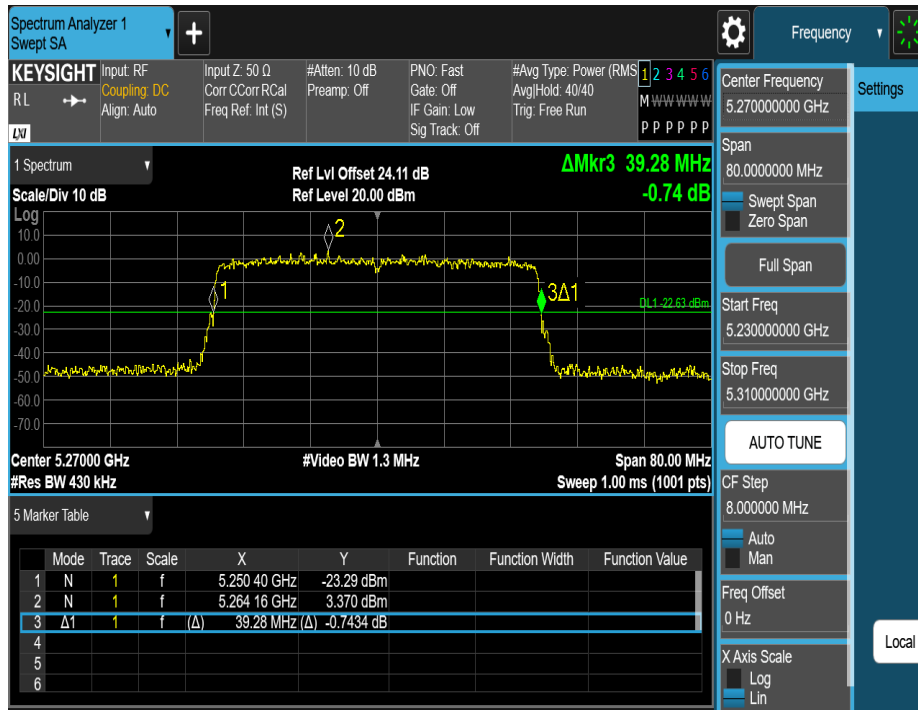 Spectrum Analyzer 1
Swept SA
+
Frequency
KEYSIGHT
R L
LXI
Input: RF
Coupling: DC
Align: Auto
Input Z: 50 Ω
Corr CCorr RCal
Freq Ref: Int (S)
#Atten: 10 dB
Preamp: Off
PNO: Fast
Gate: Off
IF Gain: Low
Sig Track: Off
#Avg Type: Power (RMS
Avg|Hold: 40/40
Trig: Free Run
1 2 3 4 5 6
M W W W W W
P P P P P P
1 Spectrum
Scale/Div 10 dB
Ref Lvl Offset 24.11 dB
Ref Level 20.00 dBm
ΔMkr3 39.28 MHz
-0.74 dB
Log
10.0
0.00
-10.0
-20.0
-30.0
-40.0
-50.0
-60.0
-70.0
1
2
3Δ1
DL1 -22.63 dBm
Center 5.27000 GHz
#Res BW 430 kHz
#Video BW 1.3 MHz
Span 80.00 MHz
Sweep 1.00 ms (1001 pts)
5 Marker Table
Mode Trace Scale X Y Function Function Width Function Value
1 N 1 f 5.250 40 GHz -23.29 dBm
2 N 1 f 5.264 16 GHz 3.370 dBm
3 Δ1 1 f (Δ) 39.28 MHz (Δ) -0.7434 dB
4
5
6
Center Frequency
5.270000000 GHz
Span
80.0000000 MHz
Swept Span
Zero Span
Full Span
Start Freq
5.230000000 GHz
Stop Freq
5.310000000 GHz
AUTO TUNE
CF Step
8.000000 MHz
Auto
Man
Freq Offset
0 Hz
X Axis Scale
Log
Lin
Settings
Local